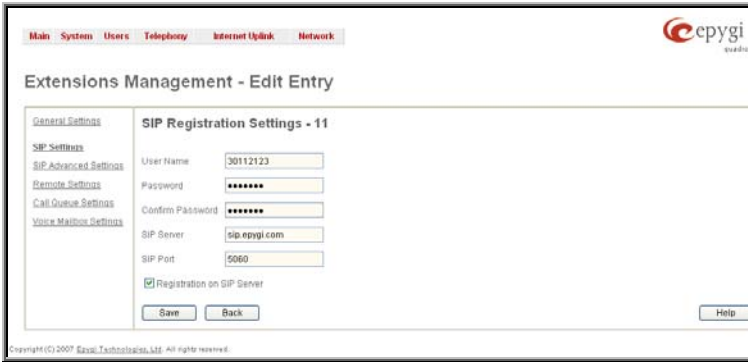 Main System Users Telephony Internet Uplink Network
epygi
quadro
Extensions Management - Edit Entry
General Settings
SIP Settings
SIP Advanced Settings
Remote Settings
Call Queue Settings
Voice Mailbox Settings
SIP Registration Settings - 11
User Name 30112123
Password •••••••
Confirm Password •••••••
SIP Server sip.epygi.com
SIP Port 5060
Registration on SIP Server
Save Back Help
Copyright (C) 2007 Epygi Technologies, Ltd. All rights reserved.